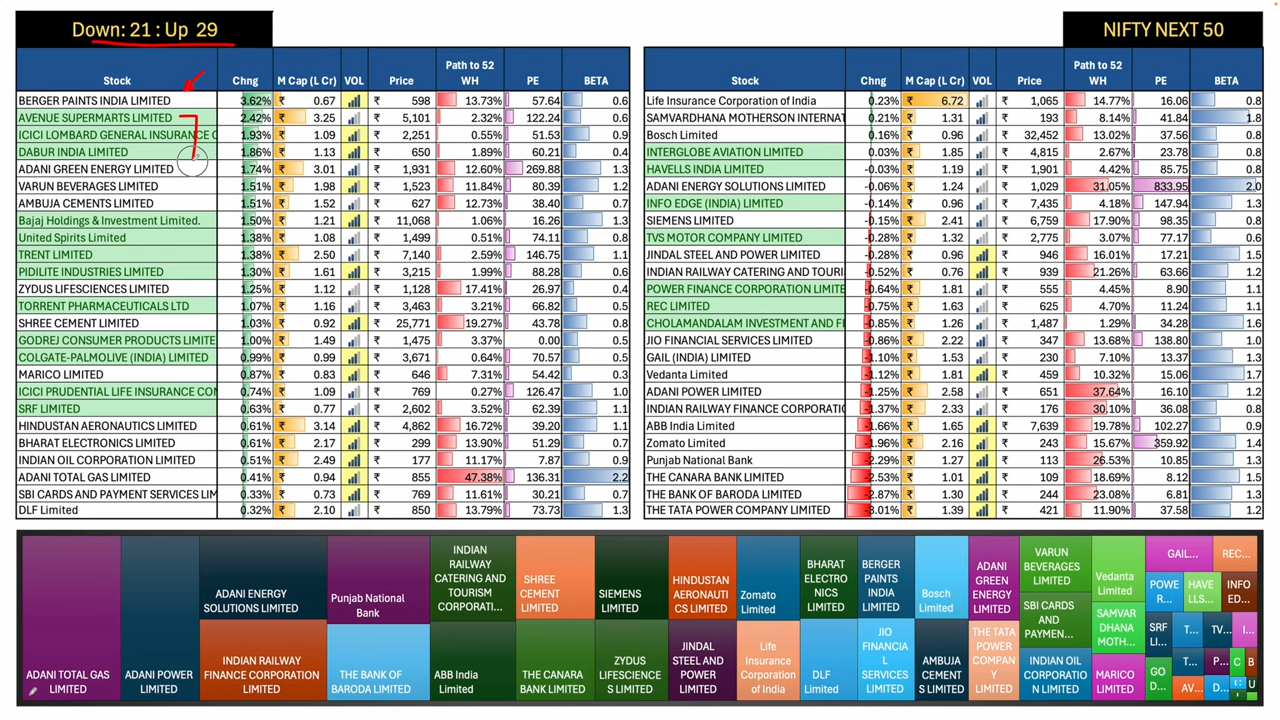 Down: 21 : Up 29
NIFTY NEXT 50
Stock Chng M Cap (L Cr) VOL Price Path to 52 WH PE BETA
BERGER PAINTS INDIA LIMITED 3.62% ₹ 0.67 ₹ 598 13.73% 57.64 0.6
AVENUE SUPERMARTS LIMITED 2.42% ₹ 3.25 ₹ 5,101 2.32% 122.24 0.6
ICICI LOMBARD GENERAL INSURANCE C 1.93% ₹ 1.09 ₹ 2,251 0.55% 51.53 0.9
DABUR INDIA LIMITED 1.86% ₹ 1.13 ₹ 650 1.89% 60.21 0.4
ADANI GREEN ENERGY LIMITED 1.74% ₹ 3.01 ₹ 1,931 12.60% 269.88 1.3
VARUN BEVERAGES LIMITED 1.51% ₹ 1.98 ₹ 1,523 11.84% 80.39 1.2
AMBUJA CEMENTS LIMITED 1.51% ₹ 1.52 ₹ 627 12.73% 38.40 0.7
Bajaj Holdings & Investment Limited. 1.50% ₹ 1.21 ₹ 11,068 1.06% 16.26 1.3
United Spirits Limited 1.38% ₹ 1.08 ₹ 1,499 0.51% 74.11 0.8
TRENT LIMITED 1.38% ₹ 2.50 ₹ 7,140 2.59% 146.75 1.1
PIDILITE INDUSTRIES LIMITED 1.30% ₹ 1.61 ₹ 3,215 1.99% 88.28 0.6
ZYDUS LIFESCIENCES LIMITED 1.25% ₹ 1.12 ₹ 1,128 17.41% 26.97 0.4
TORRENT PHARMACEUTICALS LTD 1.07% ₹ 1.16 ₹ 3,463 3.21% 66.82 0.5
SHREE CEMENT LIMITED 1.03% ₹ 0.92 ₹ 25,771 19.27% 43.78 0.8
GODREJ CONSUMER PRODUCTS LIMITE 1.00% ₹ 1.49 ₹ 1,475 3.37% 0.00 0.5
COLGATE-PALMOLIVE (INDIA) LIMITED 0.99% ₹ 0.99 ₹ 3,671 0.64% 70.57 0.5
MARICO LIMITED 0.87% ₹ 0.83 ₹ 646 7.31% 54.42 0.3
ICICI PRUDENTIAL LIFE INSURANCE CON 0.74% ₹ 1.09 ₹ 769 0.27% 126.47 1.0
SRF LIMITED 0.63% ₹ 0.77 ₹ 2,602 3.52% 62.39 1.1
HINDUSTAN AERONAUTICS LIMITED 0.61% ₹ 3.14 ₹ 4,862 16.72% 39.20 1.1
BHARAT ELECTRONICS LIMITED 0.61% ₹ 2.17 ₹ 299 13.90% 51.29 0.7
INDIAN OIL CORPORATION LIMITED 0.51% ₹ 2.49 ₹ 177 11.17% 7.87 0.9
ADANI TOTAL GAS LIMITED 0.41% ₹ 0.94 ₹ 855 47.38% 136.31 2.2
SBI CARDS AND PAYMENT SERVICES LIM 0.33% ₹ 0.73 ₹ 769 11.61% 30.21 0.7
DLF Limited 0.32% ₹ 2.10 ₹ 850 13.79% 73.73 1.3
Stock Chng M Cap (L Cr) VOL Price Path to 52 WH PE BETA
Life Insurance Corporation of India 0.23% ₹ 6.72 ₹ 1,065 14.77% 16.06 0.8
SAMVARDHANA MOTHERSON INTERNAT 0.21% ₹ 1.31 ₹ 193 8.14% 41.84 1.8
Bosch Limited 0.16% ₹ 0.96 ₹ 32,452 13.02% 37.56 0.8
INTERGLOBE AVIATION LIMITED 0.03% ₹ 1.85 ₹ 4,815 2.67% 23.78 0.8
HAVELLS INDIA LIMITED -0.03% ₹ 1.19 ₹ 1,901 4.42% 85.75 0.8
ADANI ENERGY SOLUTIONS LIMITED -0.06% ₹ 1.24 ₹ 1,029 31.05% 833.95 2.0
INFO EDGE (INDIA) LIMITED -0.14% ₹ 0.96 ₹ 7,435 4.18% 147.94 1.3
SIEMENS LIMITED -0.15% ₹ 2.41 ₹ 6,759 17.90% 98.35 0.8
TVS MOTOR COMPANY LIMITED -0.28% ₹ 1.32 ₹ 2,775 3.07% 77.17 0.6
JINDAL STEEL AND POWER LIMITED -0.28% ₹ 0.96 ₹ 946 16.01% 17.21 1.5
INDIAN RAILWAY CATERING AND TOURI -0.52% ₹ 0.76 ₹ 939 21.26% 63.66 1.2
POWER FINANCE CORPORATION LIMITE -0.64% ₹ 1.81 ₹ 555 4.45% 8.90 1.1
REC LIMITED -0.75% ₹ 1.63 ₹ 625 4.70% 11.24 1.1
CHOLAMANDALAM INVESTMENT AND FI -0.85% ₹ 1.26 ₹ 1,487 1.29% 34.28 1.6
JIO FINANCIAL SERVICES LIMITED -0.86% ₹ 2.22 ₹ 347 13.68% 138.80 1.0
GAIL (INDIA) LIMITED -1.10% ₹ 1.53 ₹ 230 7.10% 13.37 1.3
Vedanta Limited -1.12% ₹ 1.81 ₹ 459 10.32% 15.06 1.7
ADANI POWER LIMITED -1.25% ₹ 2.58 ₹ 651 37.64% 16.10 1.2
INDIAN RAILWAY FINANCE CORPORATIO -1.37% ₹ 2.33 ₹ 176 30.10% 36.08 0.8
ABB India Limited -1.66% ₹ 1.65 ₹ 7,639 19.78% 102.27 0.9
Zomato Limited -1.96% ₹ 2.16 ₹ 243 15.67% 359.92 1.4
Punjab National Bank -2.29% ₹ 1.27 ₹ 113 26.53% 10.85 1.3
THE CANARA BANK LIMITED -2.53% ₹ 1.01 ₹ 109 18.69% 8.12 1.5
THE BANK OF BARODA LIMITED -2.87% ₹ 1.30 ₹ 244 23.08% 6.81 1.3
THE TATA POWER COMPANY LIMITED -3.01% ₹ 1.39 ₹ 421 11.90% 37.58 1.2
ADANI TOTAL GAS
LIMITED
ADANI POWER
LIMITED
ADANI ENERGY
SOLUTIONS LIMITED
INDIAN RAILWAY
FINANCE CORPORATION
LIMITED
Punjab National
Bank
THE BANK OF
BARODA LIMITED
INDIAN
RAILWAY
CATERING AND
TOURISM
CORPORATI...
ABB India
Limited
SHREE
CEMENT
LIMITED
THE CANARA
BANK LIMITED
SIEMENS
LIMITED
ZYDUS
LIFESCIENCE
S LIMITED
HINDUSTAN
AERONAUTI
CS LIMITED
JINDAL
STEEL AND
POWER
LIMITED
Zomato
Limited
Life
Insurance
Corporation
of India
BHARAT
ELECTRO
NICS
LIMITED
DLF
Limited
BERGER
PAINTS
INDIA
LIMITED
JIO
FINANCIA
L
SERVICES
LIMITED
Bosch
Limited
AMBUJA
CEMENT
S LIMITED
ADANI
GREEN
ENERGY
LIMITED
THE TATA
POWER
COMPAN
Y
LIMITED
VARUN
BEVERAGES
LIMITED
SBI CARDS
AND
PAYMEN...
INDIAN OIL
CORPORATIO
N LIMITED
Vedanta
Limited
SAMVAR
DHANA
MOTH...
MARICO
LIMITED
GAIL...
REC...
POWE
R...
HAVE
LLS...
INFO
ED...
SRF
LI...
T...
TV...
I...
GO
D...
T...
P...
C
B
AV...
D...
U